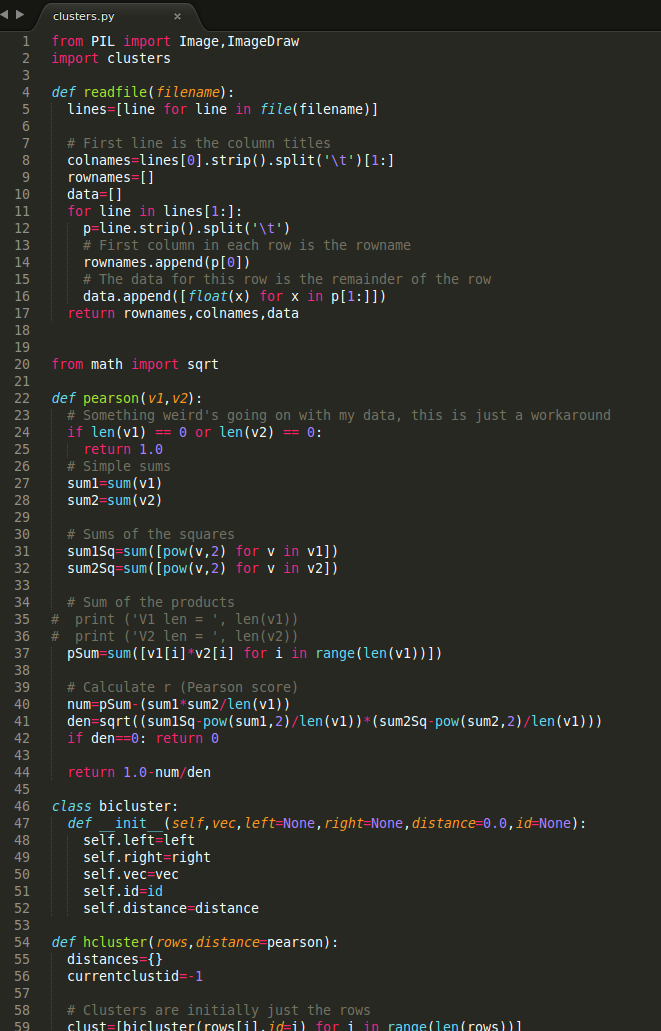 clusters.py ×
1 from PIL import Image,ImageDraw
2 import clusters
3
4 def readfile(filename):
5   lines=[line for line in file(filename)]
6
7   # First line is the column titles
8   colnames=lines[0].strip().split('\t')[1:]
9   rownames=[]
10   data=[]
11   for line in lines[1:]:
12     p=line.strip().split('\t')
13     # First column in each row is the rowname
14     rownames.append(p[0])
15     # The data for this row is the remainder of the row
16     data.append([float(x) for x in p[1:]])
17   return rownames,colnames,data
18
19
20 from math import sqrt
21
22 def pearson(v1,v2):
23   # Something weird's going on with my data, this is just a workaround
24   if len(v1) == 0 or len(v2) == 0:
25     return 1.0
26   # Simple sums
27   sum1=sum(v1)
28   sum2=sum(v2)
29
30   # Sums of the squares
31   sum1Sq=sum([pow(v,2) for v in v1])
32   sum2Sq=sum([pow(v,2) for v in v2])
33
34   # Sum of the products
35 #  print ('V1 len = ', len(v1))
36 #  print ('V2 len = ', len(v2))
37   pSum=sum([v1[i]*v2[i] for i in range(len(v1))])
38
39   # Calculate r (Pearson score)
40   num=pSum-(sum1*sum2/len(v1))
41   den=sqrt((sum1Sq-pow(sum1,2)/len(v1))*(sum2Sq-pow(sum2,2)/len(v1)))
42   if den==0: return 0
43
44   return 1.0-num/den
45
46 class bicluster:
47   def __init__(self,vec,left=None,right=None,distance=0.0,id=None):
48     self.left=left
49     self.right=right
50     self.vec=vec
51     self.id=id
52     self.distance=distance
53
54 def hcluster(rows,distance=pearson):
55   distances={}
56   currentclustid=-1
57
58   # Clusters are initially just the rows
59   clust=[bicluster(rows[i],id=i) for i in range(len(rows))]